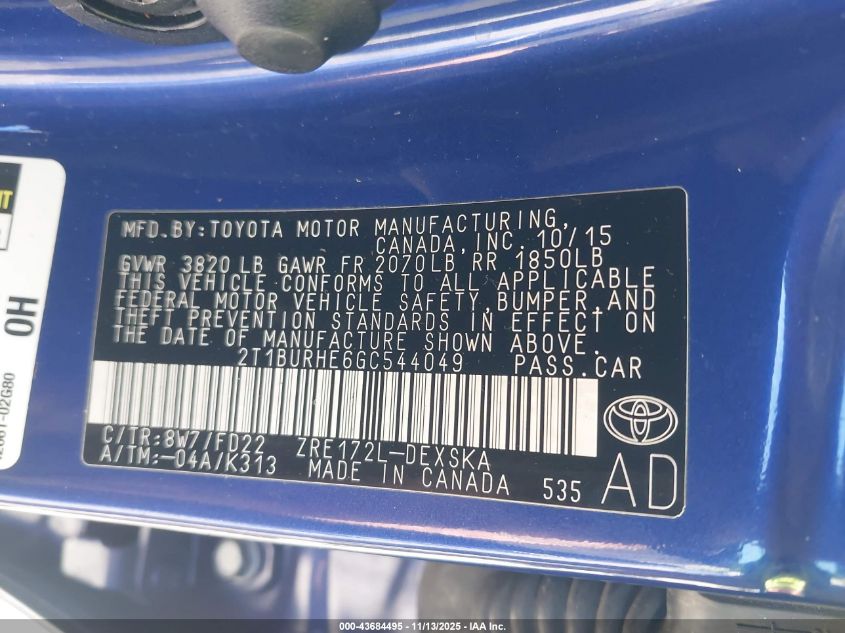 MFD. BY: TOYOTA MOTOR MANUFACTURING,
CANADA, INC. 10/15
GVWR 3820 LB GAWR FR 2070LB RR 1850LB
THIS VEHICLE CONFORMS TO ALL APPLICABLE
FEDERAL MOTOR VEHICLE SAFETY, BUMPER, AND
THEFT PREVENTION STANDARDS IN EFFECT ON
THE DATE OF MANUFACTURE SHOWN ABOVE.
2T1BURHE6GC544049 PASS. CAR
C/TR: 8W7/FD22 ZRE172L-DEXSKA
A/TM: -04A/K313 MADE IN CANADA 535 AD
OH
000-43684495 - 11/13/2025 - IAA Inc.